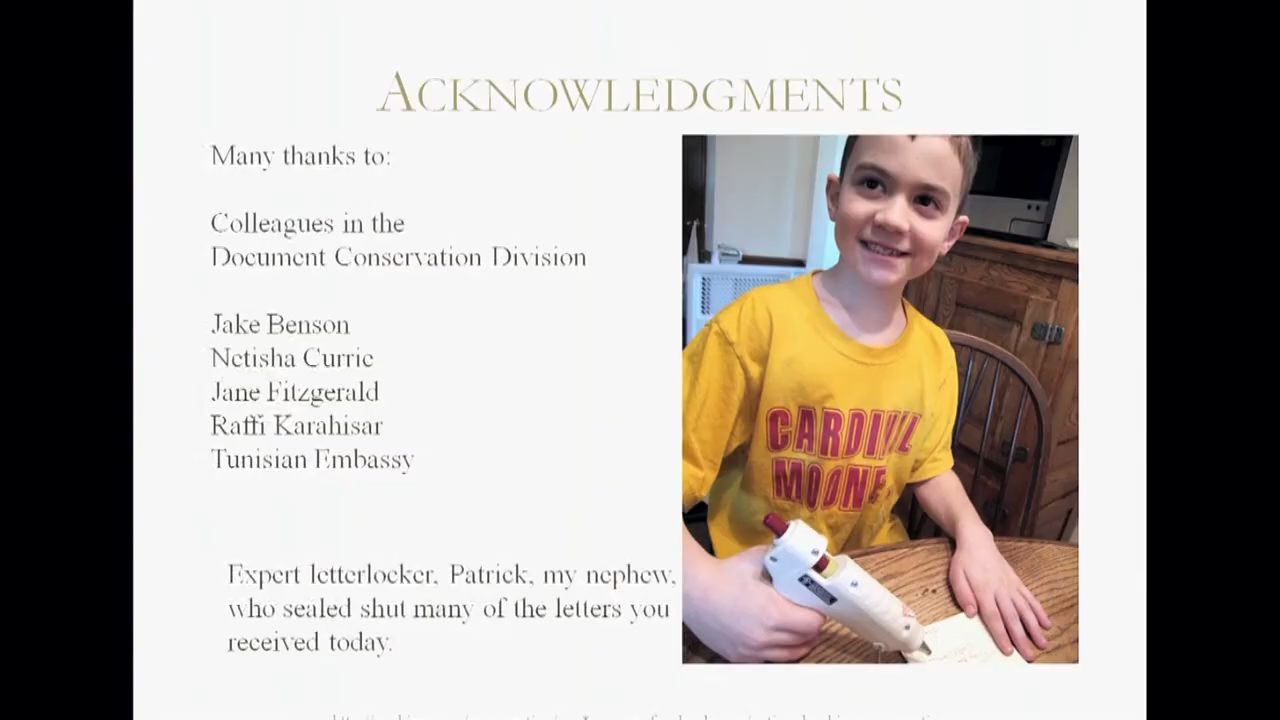 ACKNOWLEDGMENTS
Many thanks to:
Colleagues in the
Document Conservation Division
Jake Benson
Netisha Currie
Jane Fitzgerald
Raffi Karahisar
Tunisian Embassy
Expert letterlocker, Patrick, my nephew,
who sealed shut many of the letters you
received today.
CARDINAL
MOONEY